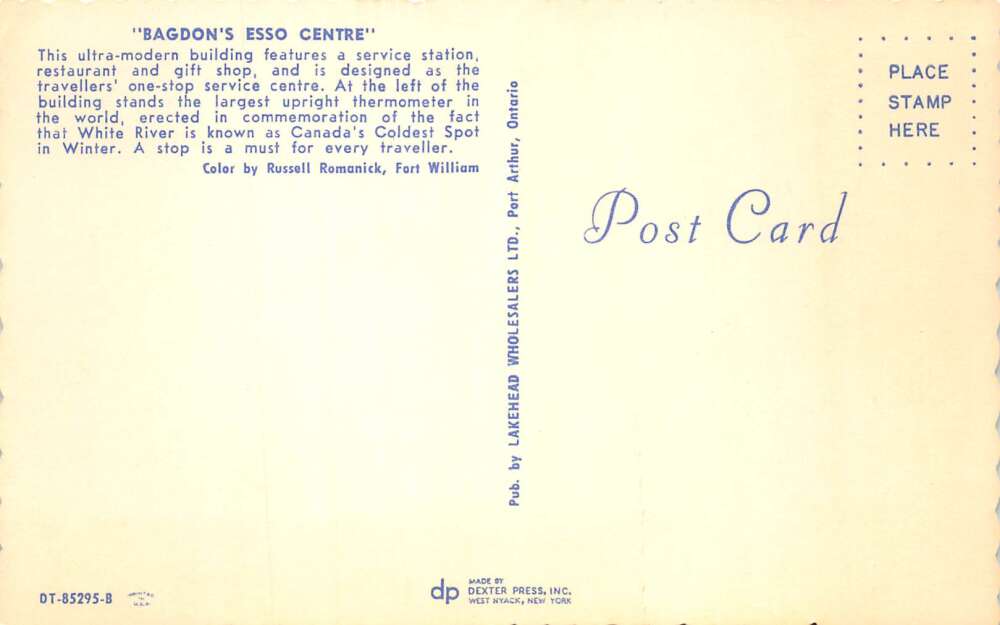 "BAGDON'S ESSO CENTRE"
This ultra-modern building features a service station,
restaurant and gift shop, and is designed as the
travellers' one-stop service centre. At the left of the
building stands the largest upright thermometer in
the world, erected in commemoration of the fact
that White River is known as Canada's Coldest Spot
in Winter. A stop is a must for every traveller.
Color by Russell Romanick, Fort William
Pub. by LAKEHEAD WHOLESALERS LTD., Port Arthur, Ontario
PLACE
STAMP
HERE
Post Card
DT-85295-B
dp
MADE BY
DEXTER PRESS, INC.
WEST NYACK, NEW YORK